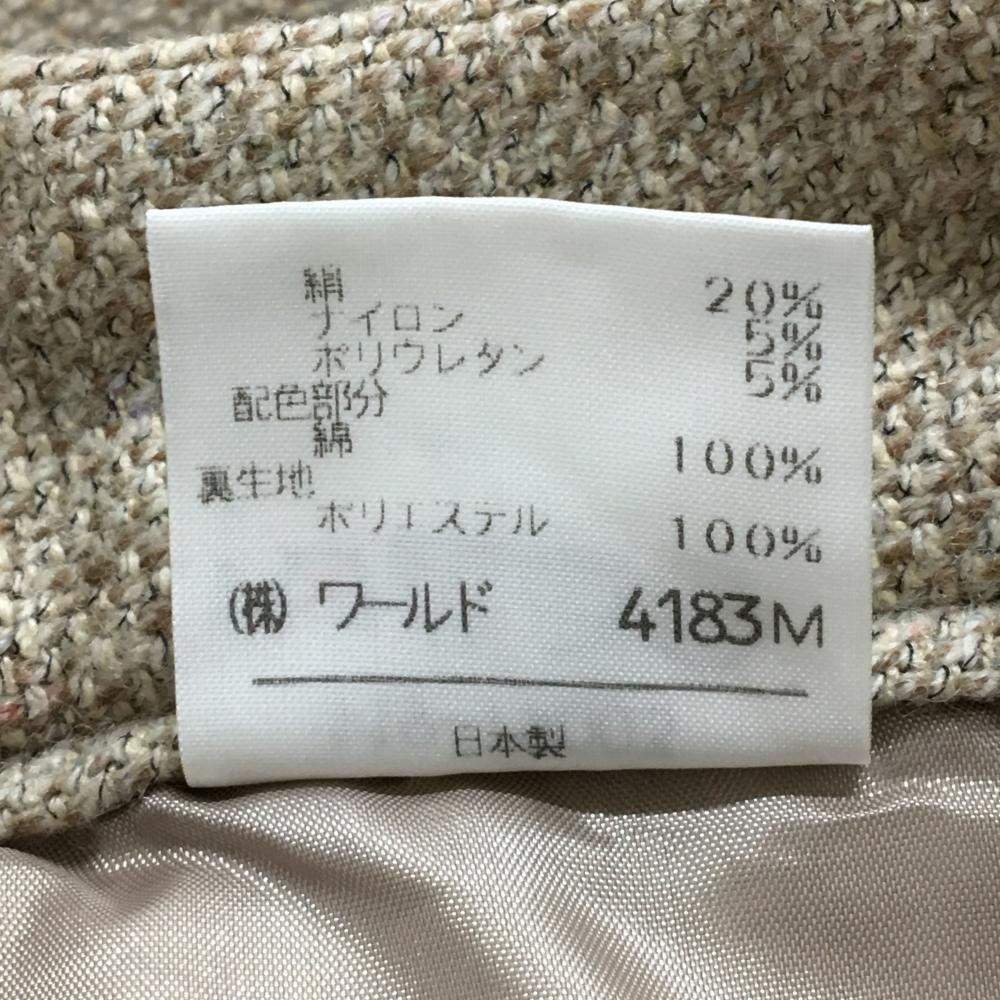 絹 20%
ナイロン 5%
ポリウレタン 5%
配色部分
綿 100%
裏生地
ポリエステル 100%
(株) ワールド 4183M
日本製